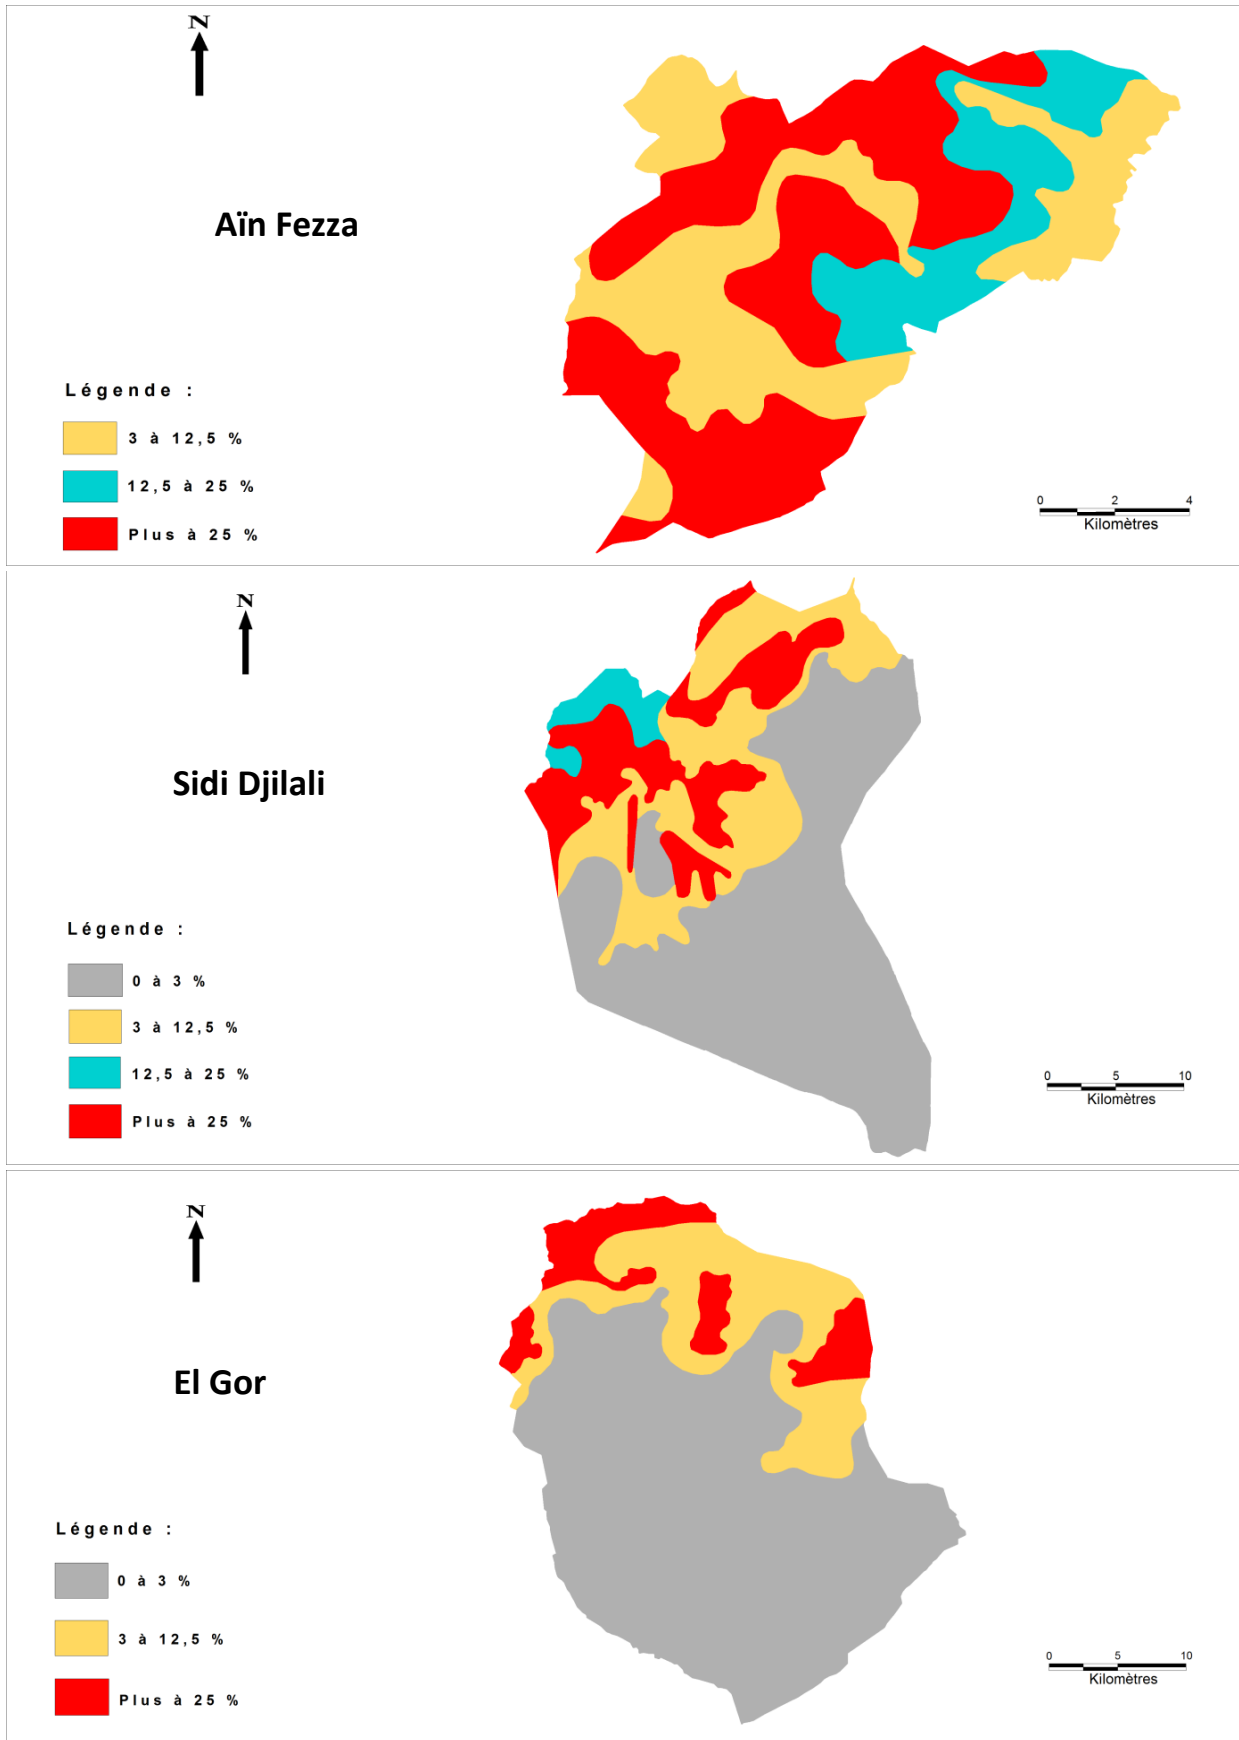 N
Aïn Fezza
Légende :
3 à 12,5 %
12,5 à 25 %
Plus à 25 %
0 2 4
Kilomètres
N
Sidi Djilali
Légende :
0 à 3 %
3 à 12,5 %
12,5 à 25 %
Plus à 25 %
0 5 10
Kilomètres
N
El Gor
Légende :
0 à 3 %
3 à 12,5 %
Plus à 25 %
0 5 10
Kilomètres